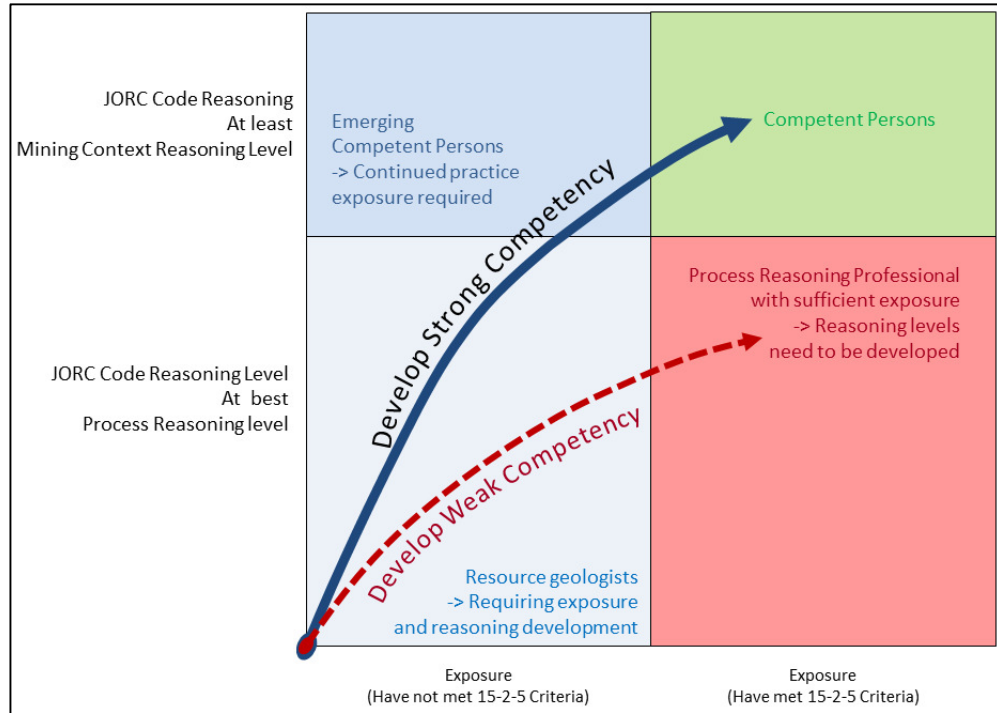 JORC Code Reasoning
At least
Mining Context Reasoning Level
Emerging
Competent Persons
-> Continued practice
exposure required
Competent Persons
Develop Strong Competency
JORC Code Reasoning Level
At best
Process Reasoning level
Process Reasoning Professional
with sufficient exposure
-> Reasoning levels
need to be developed
Develop Weak Competency
Resource geologists
-> Requiring exposure
and reasoning development
Exposure
(Have not met 15-2-5 Criteria)
Exposure
(Have met 15-2-5 Criteria)